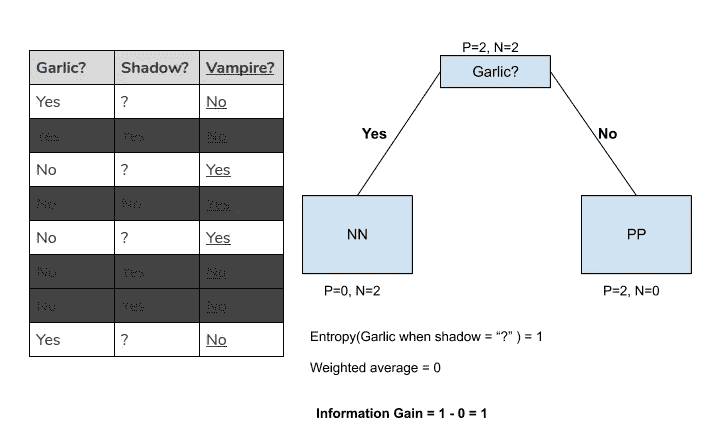 Garlic? Shadow? Vampire?
Yes ? No
Yes Yes No
No ? Yes
No No Yes
No ? Yes
No Yes No
No Yes No
Yes ? No
P=2, N=2
Garlic?
Yes No
NN PP
P=0, N=2 P=2, N=0
Entropy(Garlic when shadow = “?” ) = 1
Weighted average = 0
Information Gain = 1 - 0 = 1